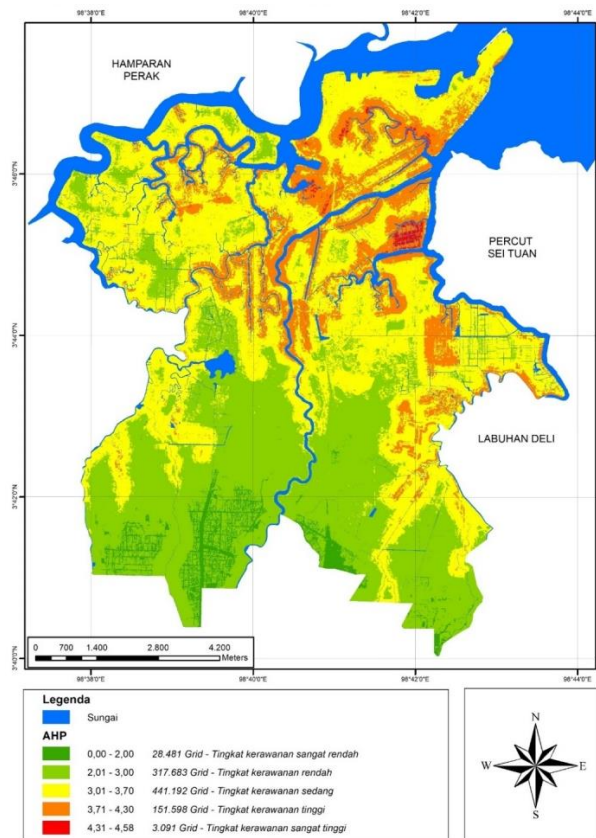 98°38'0"E 98°40'0"E 98°42'0"E 98°44'0"E
HAMPARAN
PERAK
3°46'0"N
PERCUT
SEI TUAN
3°44'0"N
LABUHAN DELI
3°42'0"N
0 700 1.400 2.800 4.200
Meters
3°40'0"N
98°38'0"E 98°40'0"E 98°42'0"E 98°44'0"E
Legenda
Sungai
AHP
0,00 - 2,00 28.481 Grid - Tingkat kerawanan sangat rendah
2,01 - 3,00 317.683 Grid - Tingkat kerawanan rendah
3,01 - 3,70 441.192 Grid - Tingkat kerawanan sedang
3,71 - 4,30 151.598 Grid - Tingkat kerawanan tinggi
4,31 - 4,58 3.091 Grid - Tingkat kerawanan sangat tinggi
N
W E
S